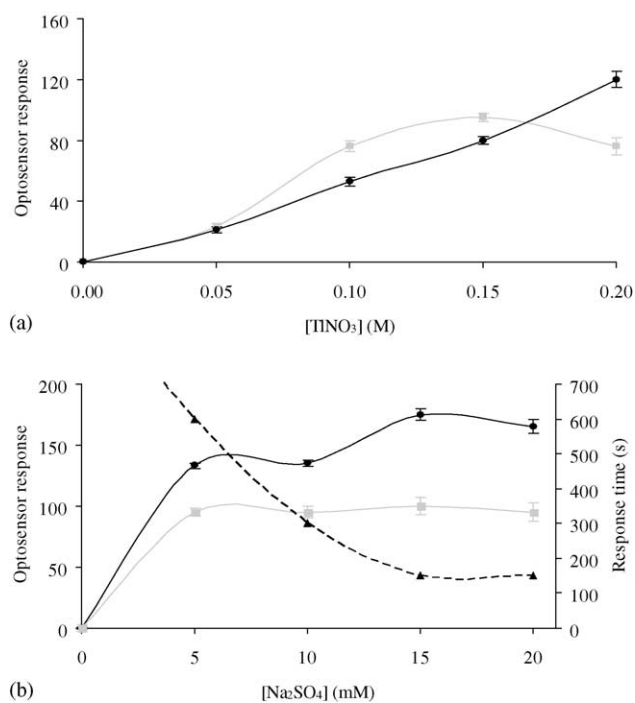 160
120
80
40
0
Optosensor response
0.00 0.05 0.10 0.15 0.20
[TlNO₃] (M)
(a)
200
150
100
50
0
Optosensor response
700
600
500
400
300
200
100
0
Response time (s)
0 5 10 15 20
[Na₂SO₄] (mM)
(b)